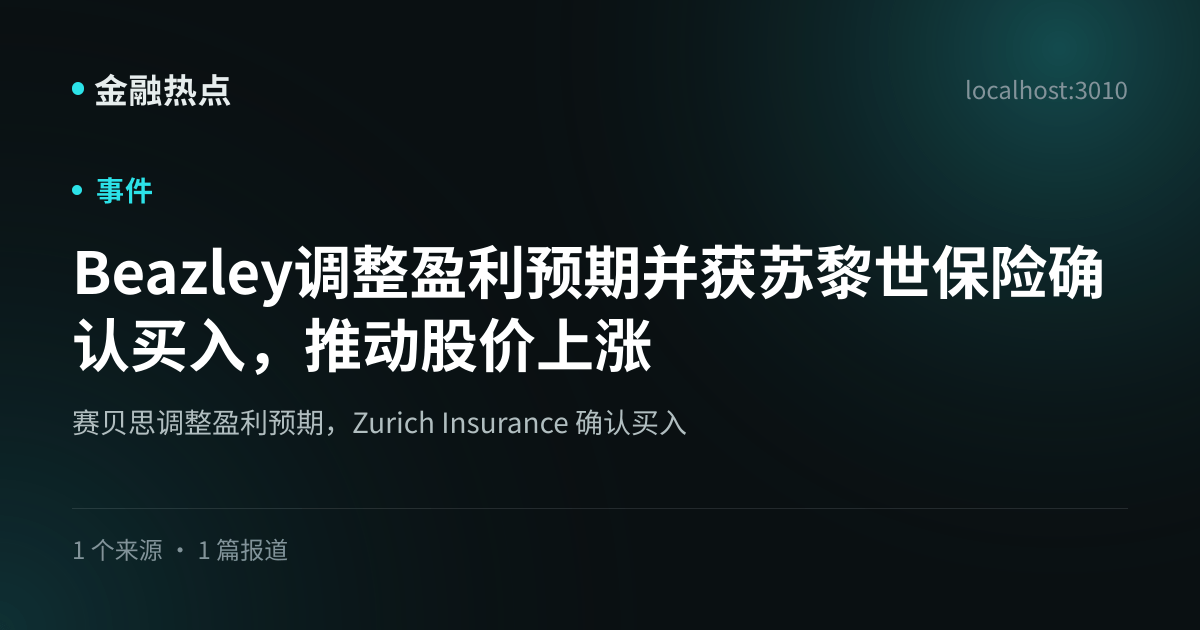 金融热点
localhost:3010
事件
Beazley调整盈利预期并获苏黎世保险确
认买入，推动股价上涨
赛贝思调整盈利预期，Zurich Insurance 确认买入
1 个来源 · 1 篇报道